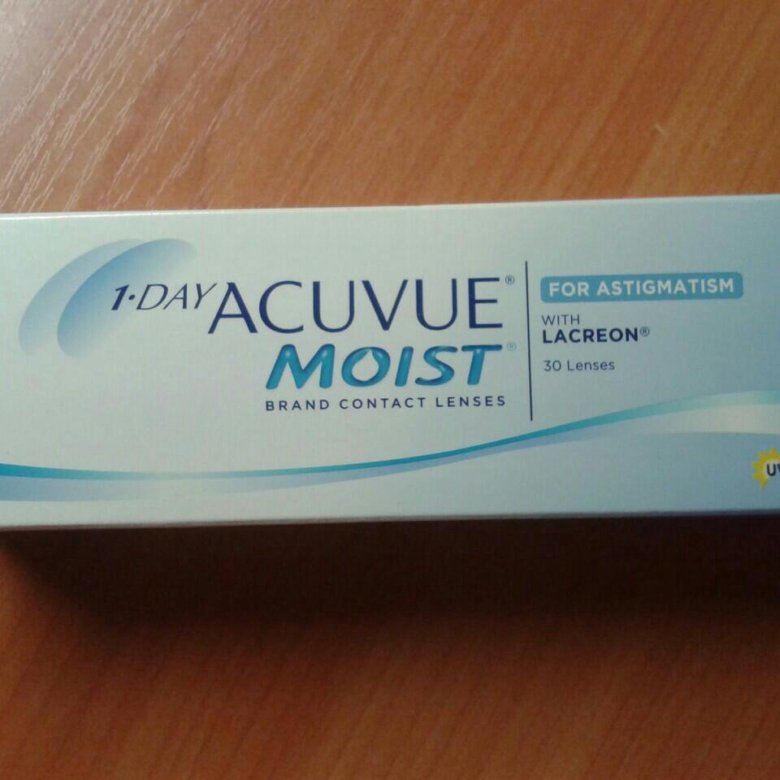 1·DAY ACUVUE®
MOIST®
BRAND CONTACT LENSES
FOR ASTIGMATISM
WITH
LACREON®
30 Lenses